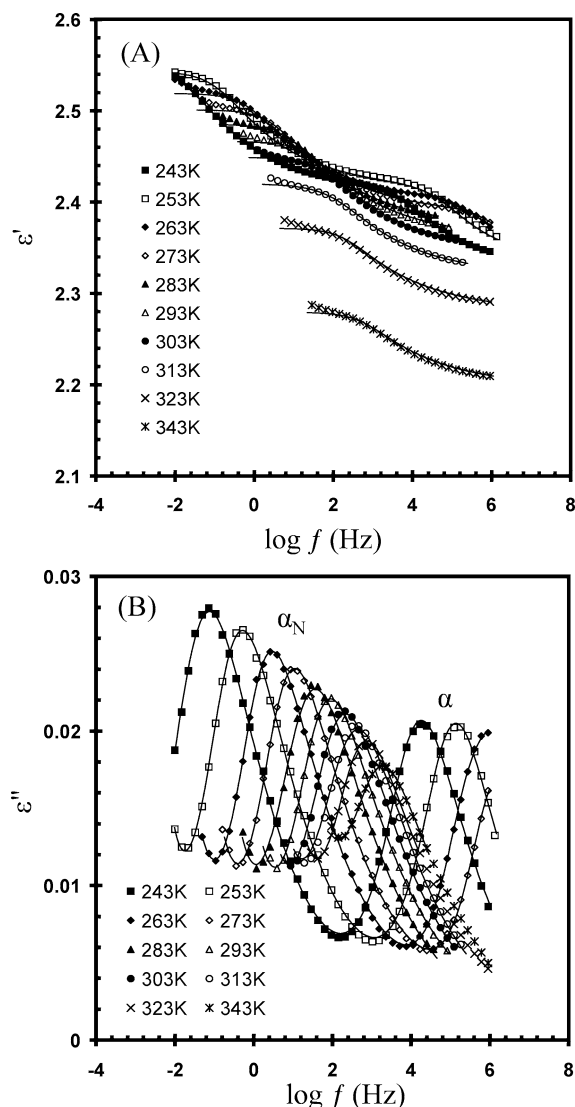 2.6
(A)
2.5
2.4
2.3
2.2
2.1
ε'
243K
253K
263K
273K
283K
293K
303K
313K
323K
343K
-4 -2 0 2 4 6 8
log f (Hz)
0.03
(B)
αN
α
0.02
0.01
0
ε"
243K 253K
263K 273K
283K 293K
303K 313K
323K 343K
-4 -2 0 2 4 6 8
log f (Hz)